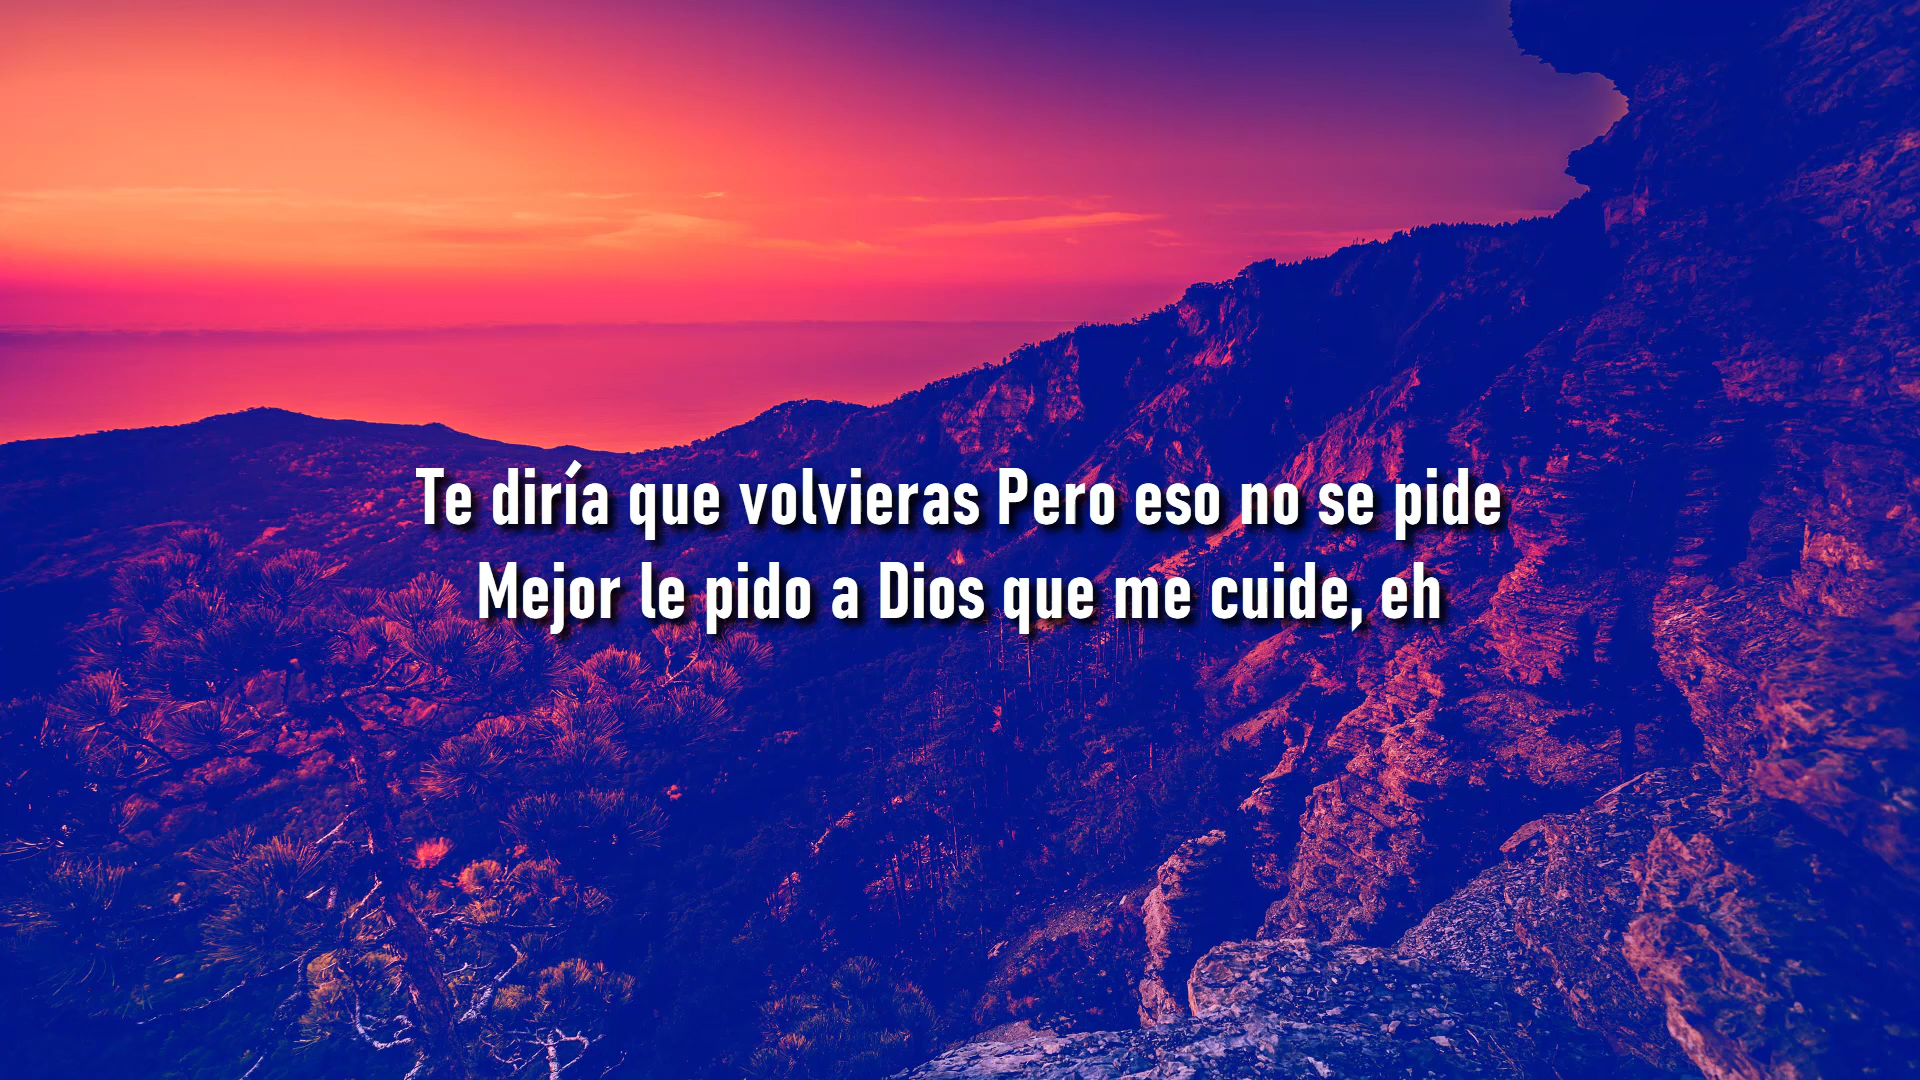 Te diría que volvieras Pero eso no se pide
Mejor le pido a Dios que me cuide, eh